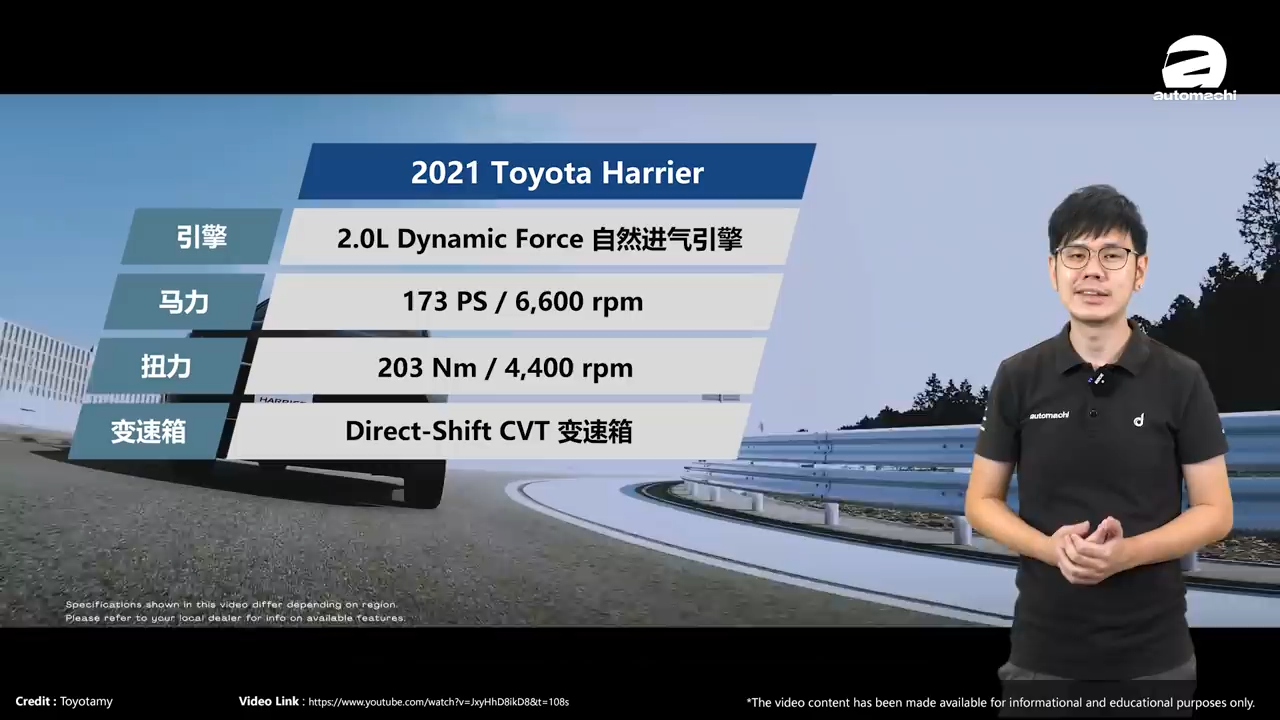 automachi
2021 Toyota Harrier
引擎 2.0L Dynamic Force 自然进气引擎
马力 173 PS / 6,600 rpm
扭力 203 Nm / 4,400 rpm
HARRIER
变速箱 Direct-Shift CVT 变速箱
automachi d
Specifications shown in this video differ depending on region.
Please refer to your local dealer for info on available features.
Credit : Toyotamy
Video Link : https://www.youtube.com/watch?v=JxyHhD8ikD8&t=108s
*The video content has been made available for informational and educational purposes only.